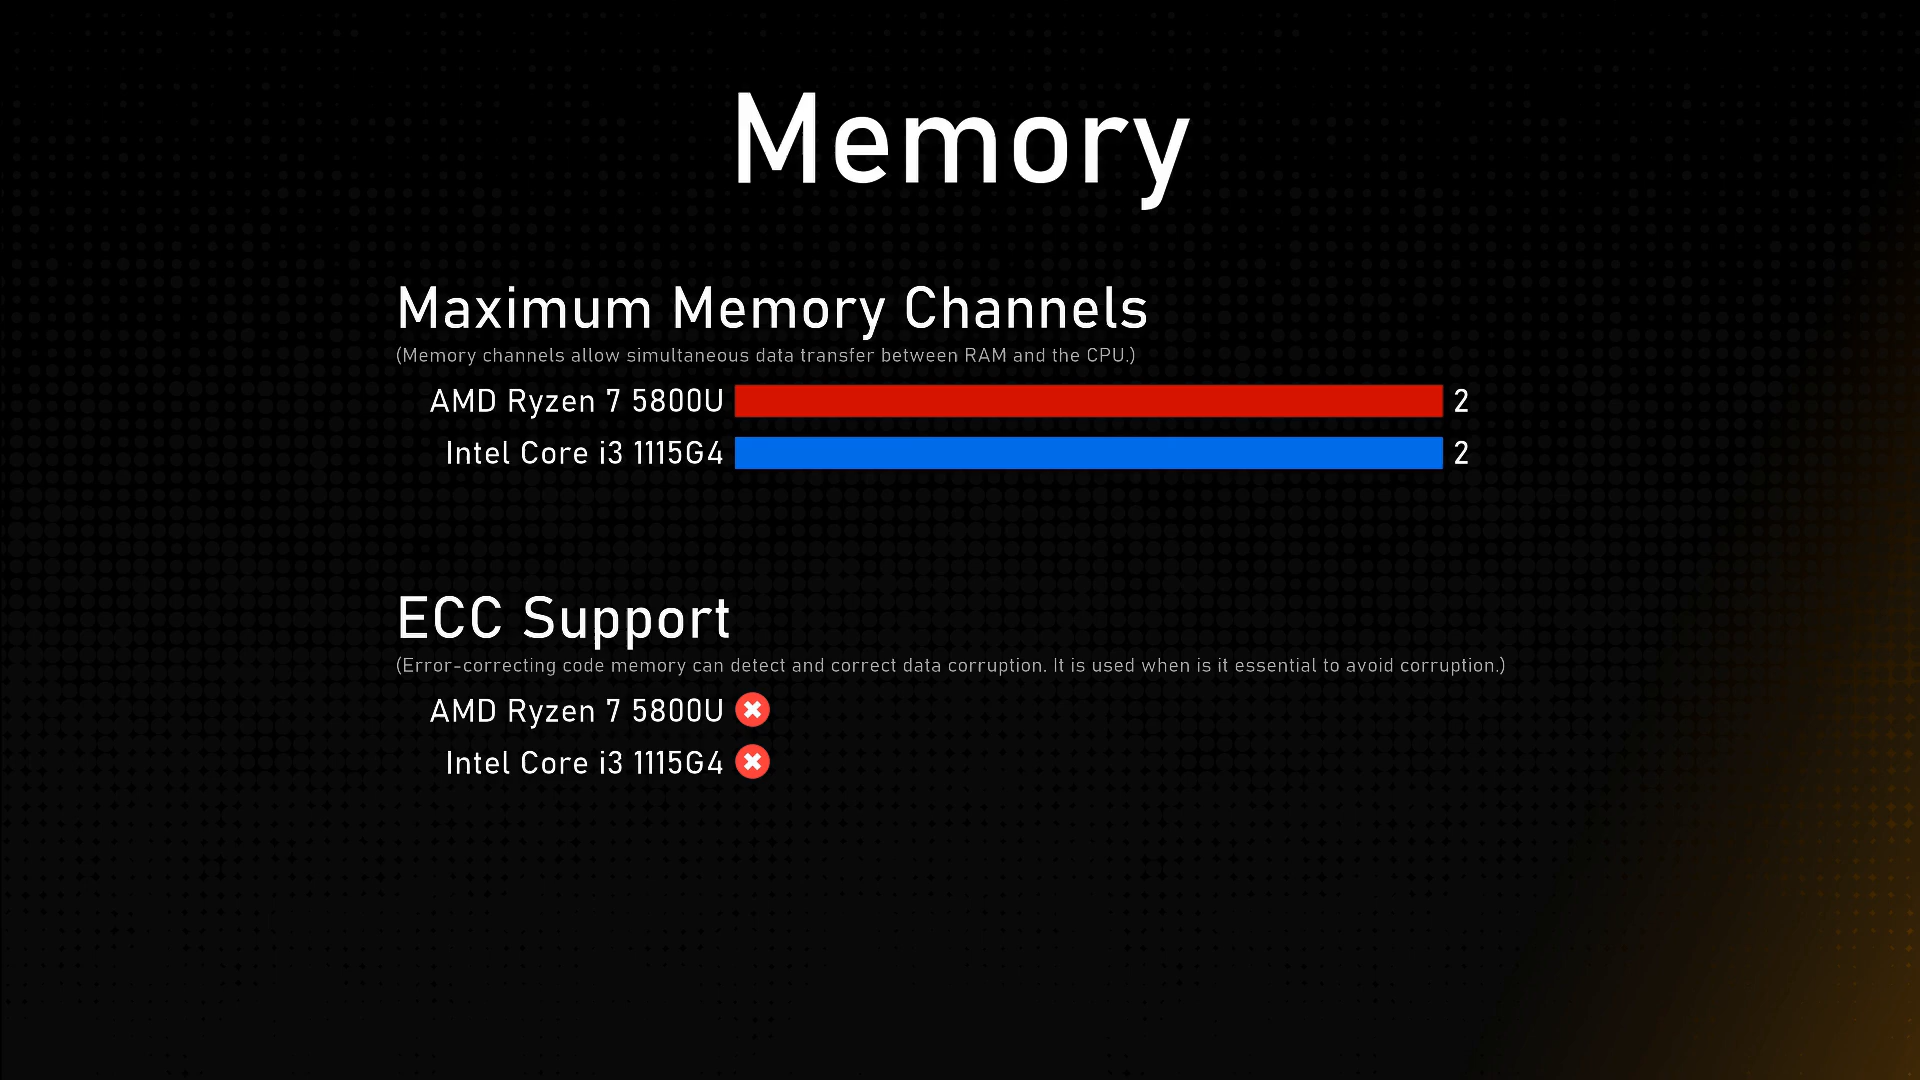 Memory
Maximum Memory Channels
(Memory channels allow simultaneous data transfer between RAM and the CPU.)
AMD Ryzen 7 5800U 2
Intel Core i3 1115G4 2
ECC Support
(Error-correcting code memory can detect and correct data corruption. It is used when is it essential to avoid corruption.)
AMD Ryzen 7 5800U
Intel Core i3 1115G4